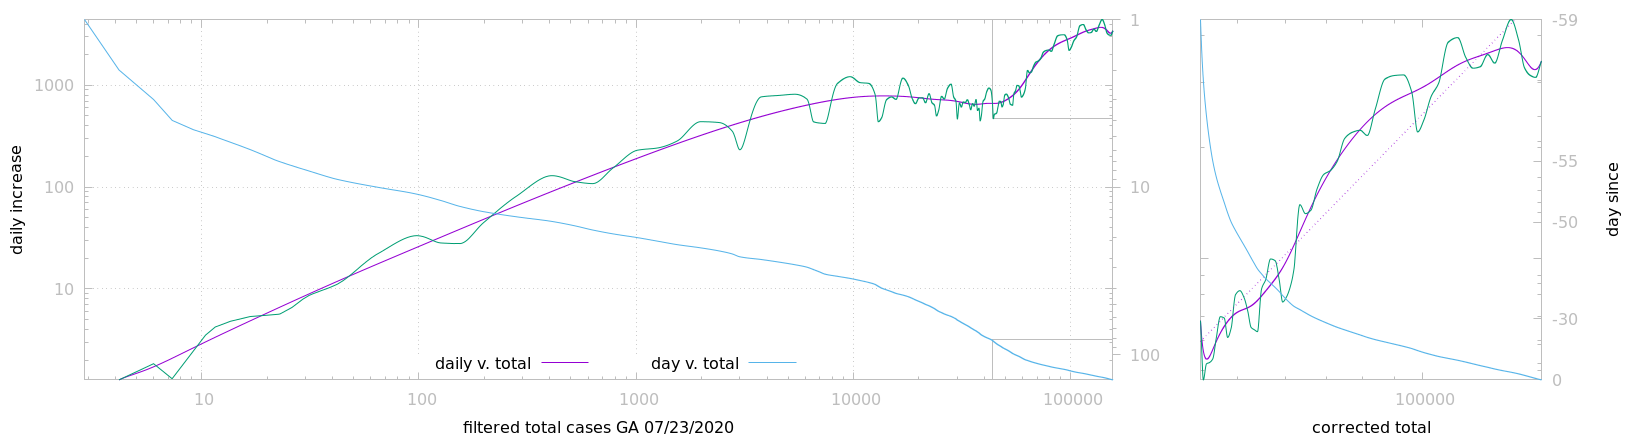 daily increase
1000
100
10
10
100
1000
10000
100000
1
10
100
daily v. total
day v. total
filtered total cases GA 07/23/2020
-59
-55
-50
-30
0
day since
100000
corrected total